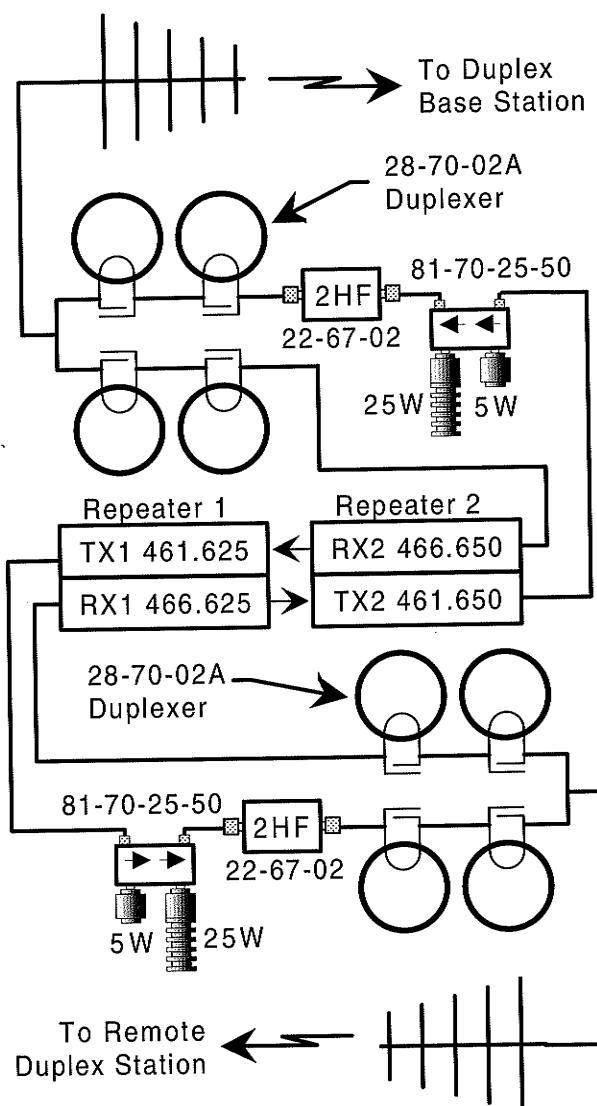 To Duplex
Base Station
28-70-02A
Duplexer
81-70-25-50
2HF
22-67-02
25W
5W
Repeater 1
Repeater 2
TX1 461.625
RX2 466.650
RX1 466.625
TX2 461.650
28-70-02A
Duplexer
81-70-25-50
2HF
22-67-02
5W
25W
To Remote
Duplex Station